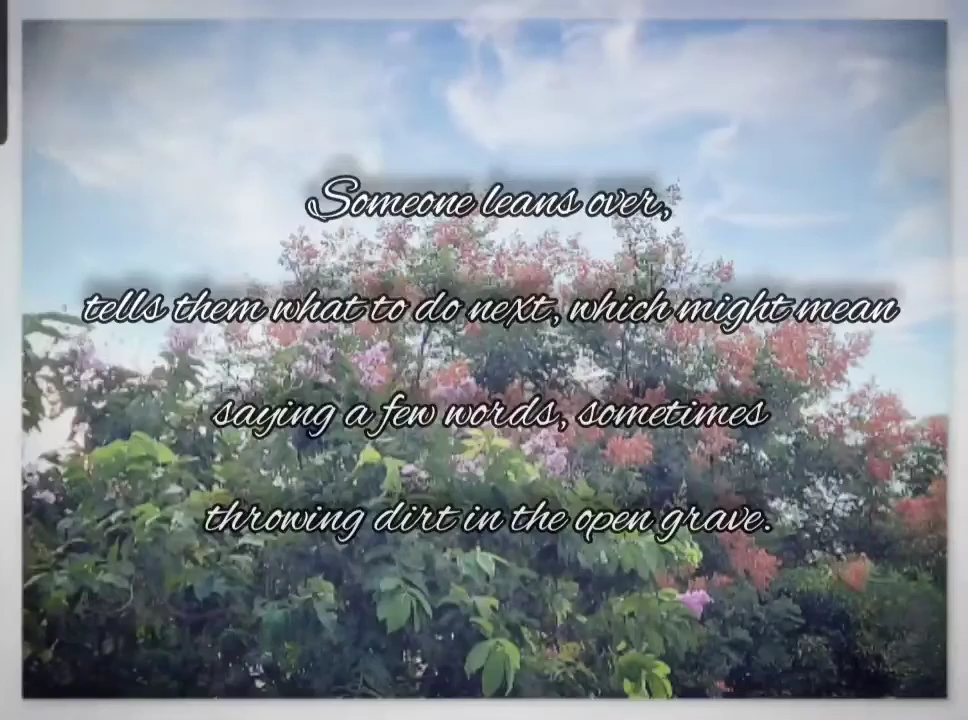 Someone leans over,
tells them what to do next, which might mean
saying a few words, sometimes
throwing dirt in the open grave.